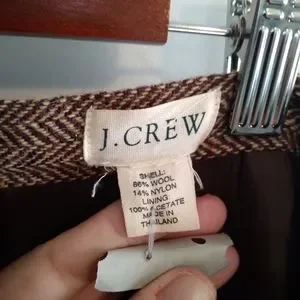 J.CREW
SHELL:
86% WOOL
14% NYLON
LINING:
100% ACETATE
MADE IN
THAILAND